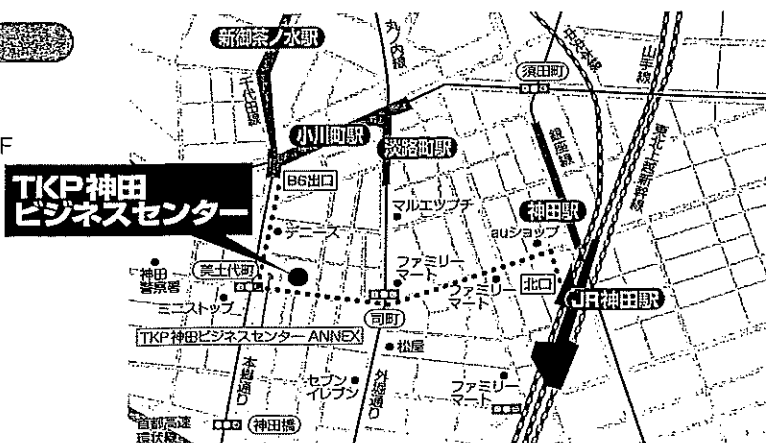 新御茶ノ水駅
丸ノ内線
中央本線
山手線
須田町
千代田線
小川町駅
淡路町駅
銀座線
F
B6出口
TKP神田
ビジネスセンター
マルエツプチ
神田駅
デニーズ
auショップ
神田
警察署
美土代町
ファミリー
マート
ファミリー
マート
北口
JR神田駅
ミニストップ
司町
TKP神田ビジネスセンター ANNEX
松屋
本郷通り
セブン
イレブン
外堀通り
ファミリー
マート
首都高速
環状線
神田橋